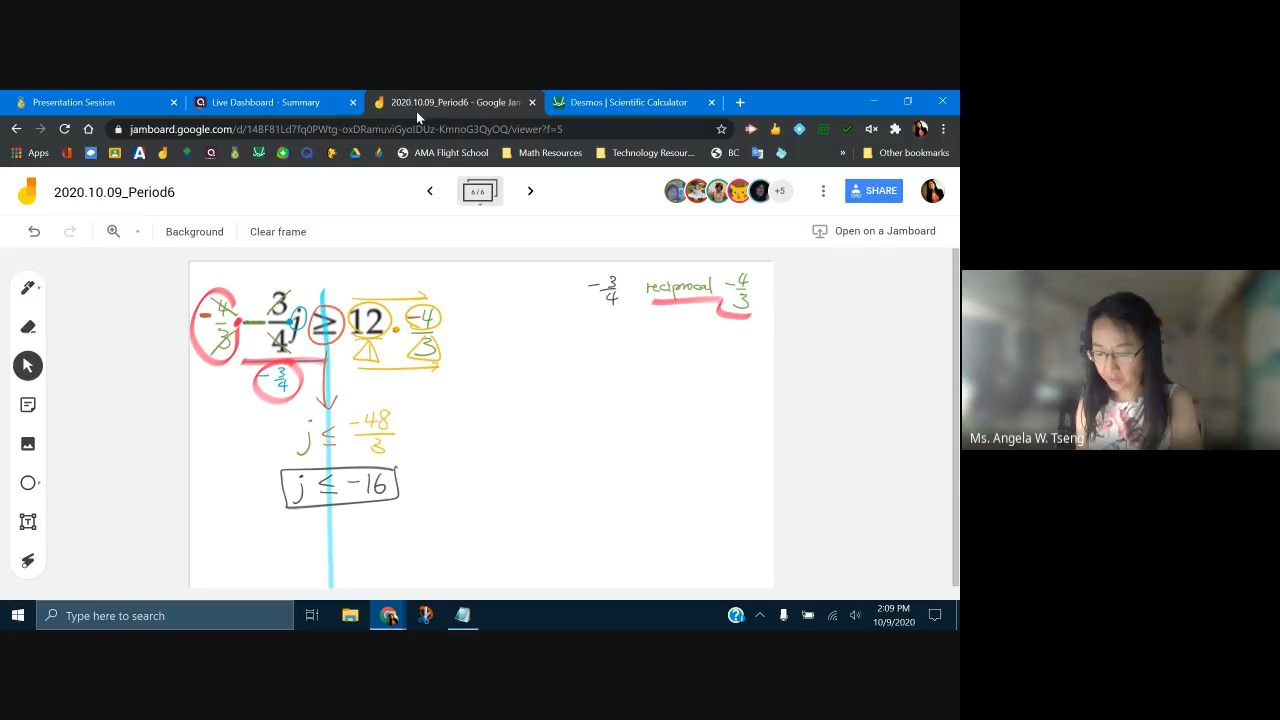 Presentation Session
Live Dashboard - Summary
2020.10.09_Period6 - Google Jam
Desmos | Scientific Calculator
jamboard.google.com/d/14BF81Ld7fq0PWtg-oxDRamuviGyoIDUz-KmnoG3QyOQ/viewer?f=5
Apps
AMA Flight School
Math Resources
Technology Resour...
BC
»
Other bookmarks
2020.10.09_Period6
6/6
+5
SHARE
Background
Clear frame
Open on a Jamboard
-4/3 · -3/4 j ≥ 12 · -4/3
-3/4
-3/4 reciprocal -4/3
j ≤ -48/3
j ≤ -16
Ms. Angela W. Tseng
Type here to search
2:09 PM
10/9/2020